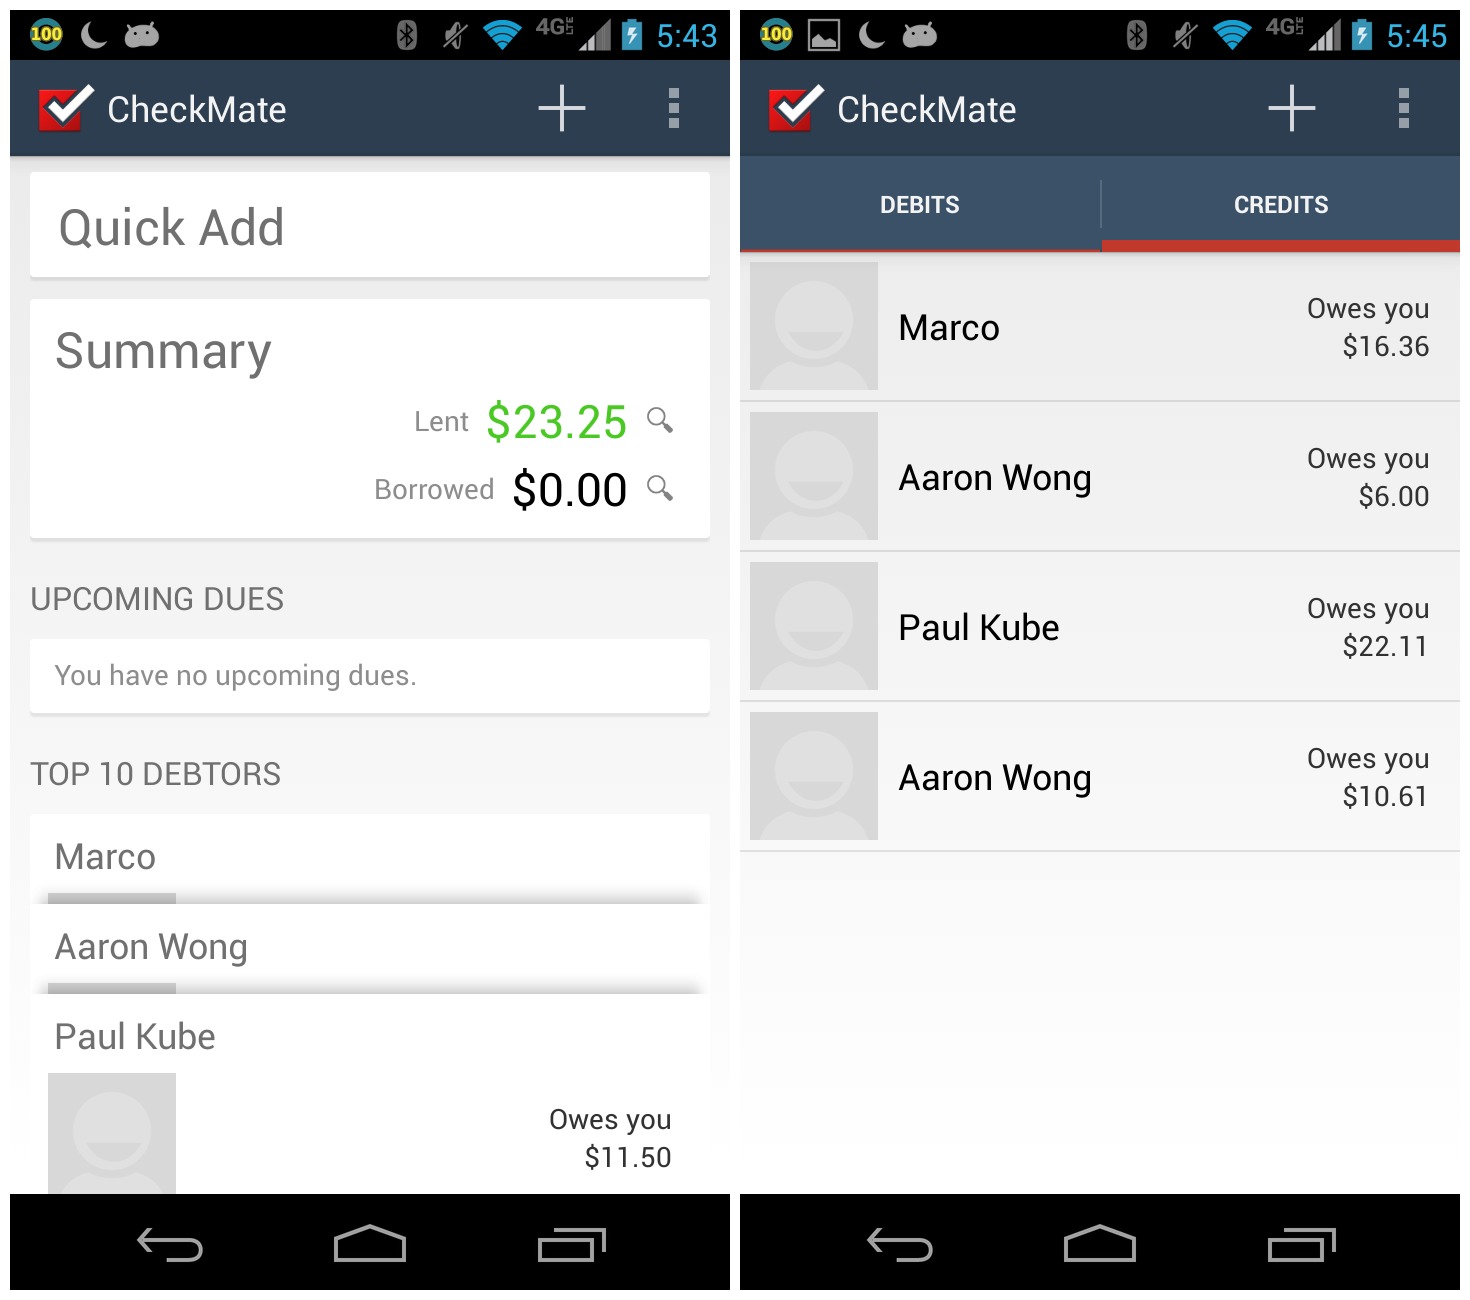 100
4G LTE
5:43
CheckMate
Quick Add
Summary
Lent $23.25
Borrowed $0.00
UPCOMING DUES
You have no upcoming dues.
TOP 10 DEBTORS
Marco
Aaron Wong
Paul Kube
Owes you
$11.50
100
4G LTE
5:45
CheckMate
DEBITS
CREDITS
Marco
Owes you
$16.36
Aaron Wong
Owes you
$6.00
Paul Kube
Owes you
$22.11
Aaron Wong
Owes you
$10.61